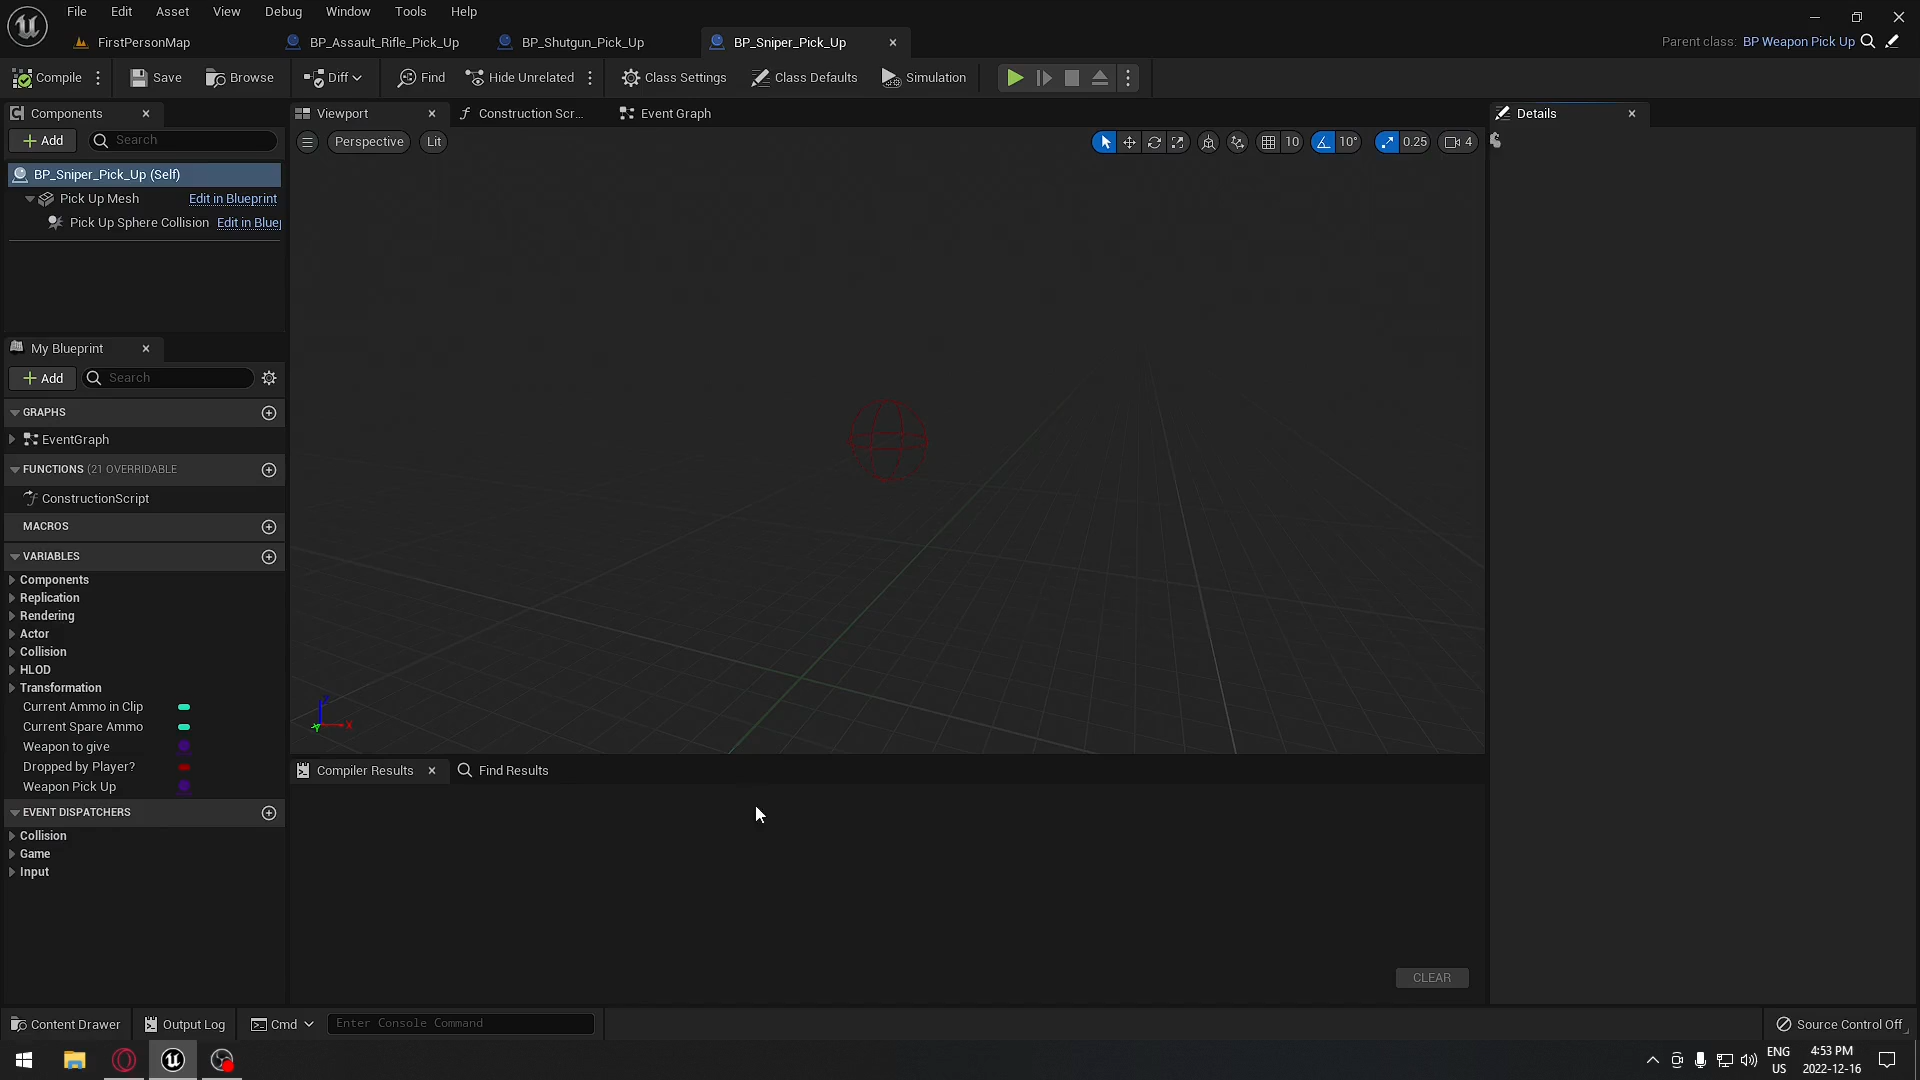 File Edit Asset View Debug Window Tools Help
FirstPersonMap BP_Assault_Rifle_Pick_Up BP_Shutgun_Pick_Up BP_Sniper_Pick_Up
Parent class: BP Weapon Pick Up
Compile Save Browse Diff Find Hide Unrelated Class Settings Class Defaults Simulation
Components
Viewport Construction Scr... Event Graph
Details
Add Search
Perspective Lit
10 10° 0.25 4
BP_Sniper_Pick_Up (Self)
Pick Up Mesh Edit in Blueprint
Pick Up Sphere Collision Edit in Blue
My Blueprint
Add Search
GRAPHS
EventGraph
FUNCTIONS (21 OVERRIDABLE
ConstructionScript
MACROS
VARIABLES
Components
Replication
Rendering
Actor
Collision
HLOD
Transformation
Current Ammo in Clip
Current Spare Ammo
Weapon to give
Dropped by Player?
Weapon Pick Up
EVENT DISPATCHERS
Collision
Game
Input
Z
X
Y
Compiler Results Find Results
CLEAR
Content Drawer Output Log Cmd Enter Console Command
Source Control Off
ENG
US
4:53 PM
2022-12-16